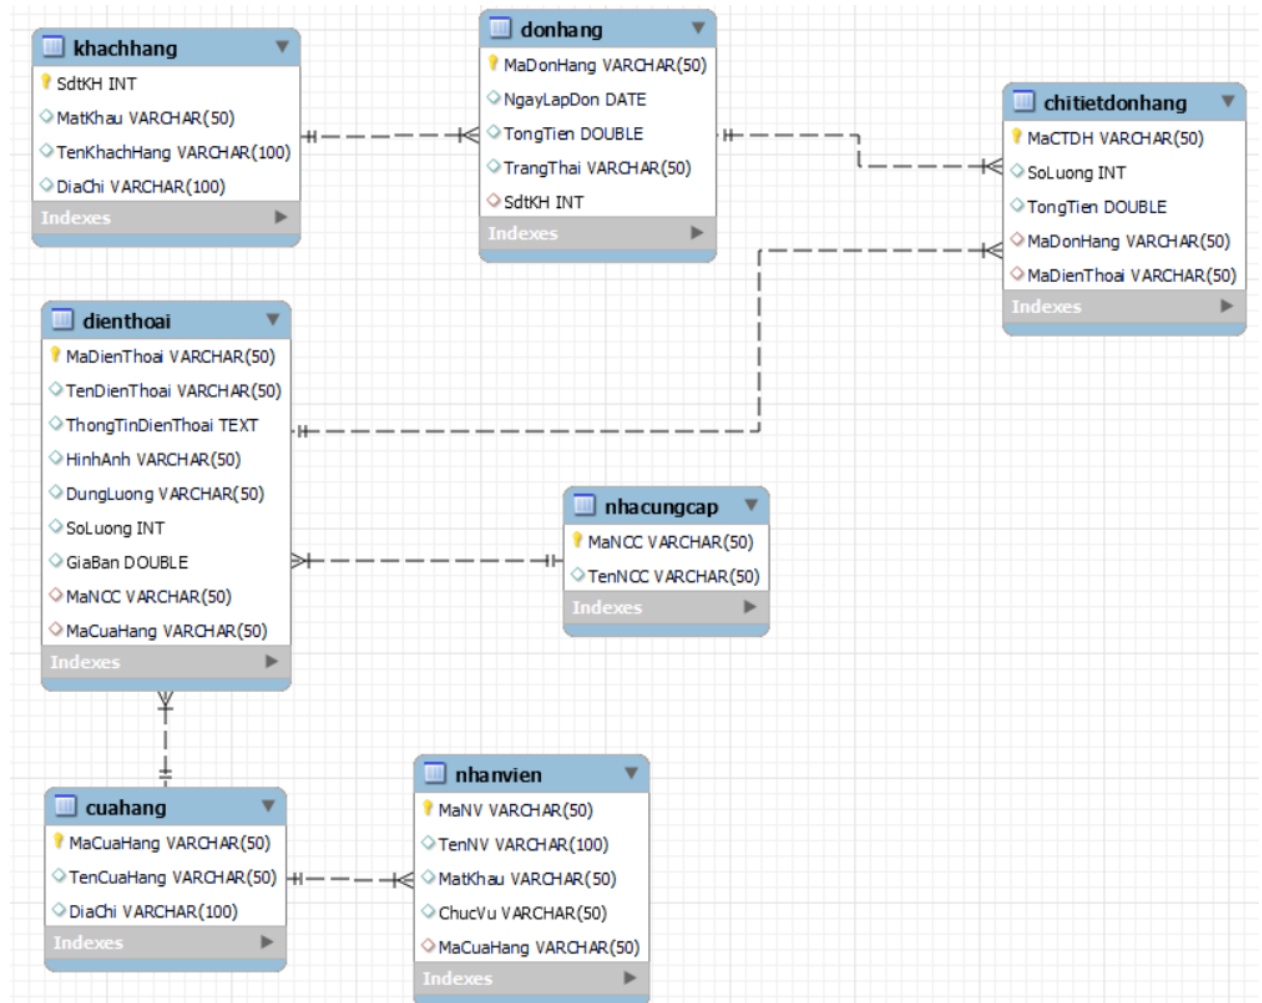 khachhang
SdtKH INT
MatKhau VARCHAR(50)
TenKhachHang VARCHAR(100)
DiaChi VARCHAR(100)
Indexes
donhang
MaDonHang VARCHAR(50)
NgayLapDon DATE
TongTien DOUBLE
TrangThai VARCHAR(50)
SdtKH INT
Indexes
chitietdonhang
MaCTDH VARCHAR(50)
SoLuong INT
TongTien DOUBLE
MaDonHang VARCHAR(50)
MaDienThoai VARCHAR(50)
Indexes
dienthoai
MaDienThoai VARCHAR(50)
TenDienThoai VARCHAR(50)
ThongTinDienThoai TEXT
HinhAnh VARCHAR(50)
DungLuong VARCHAR(50)
SoLuong INT
GiaBan DOUBLE
MaNCC VARCHAR(50)
MaCuaHang VARCHAR(50)
Indexes
nhacungcap
MaNCC VARCHAR(50)
TenNCC VARCHAR(50)
Indexes
cuahang
MaCuaHang VARCHAR(50)
TenCuaHang VARCHAR(50)
DiaChi VARCHAR(100)
Indexes
nhanvien
MaNV VARCHAR(50)
TenNV VARCHAR(100)
MatKhau VARCHAR(50)
ChucVu VARCHAR(50)
MaCuaHang VARCHAR(50)
Indexes